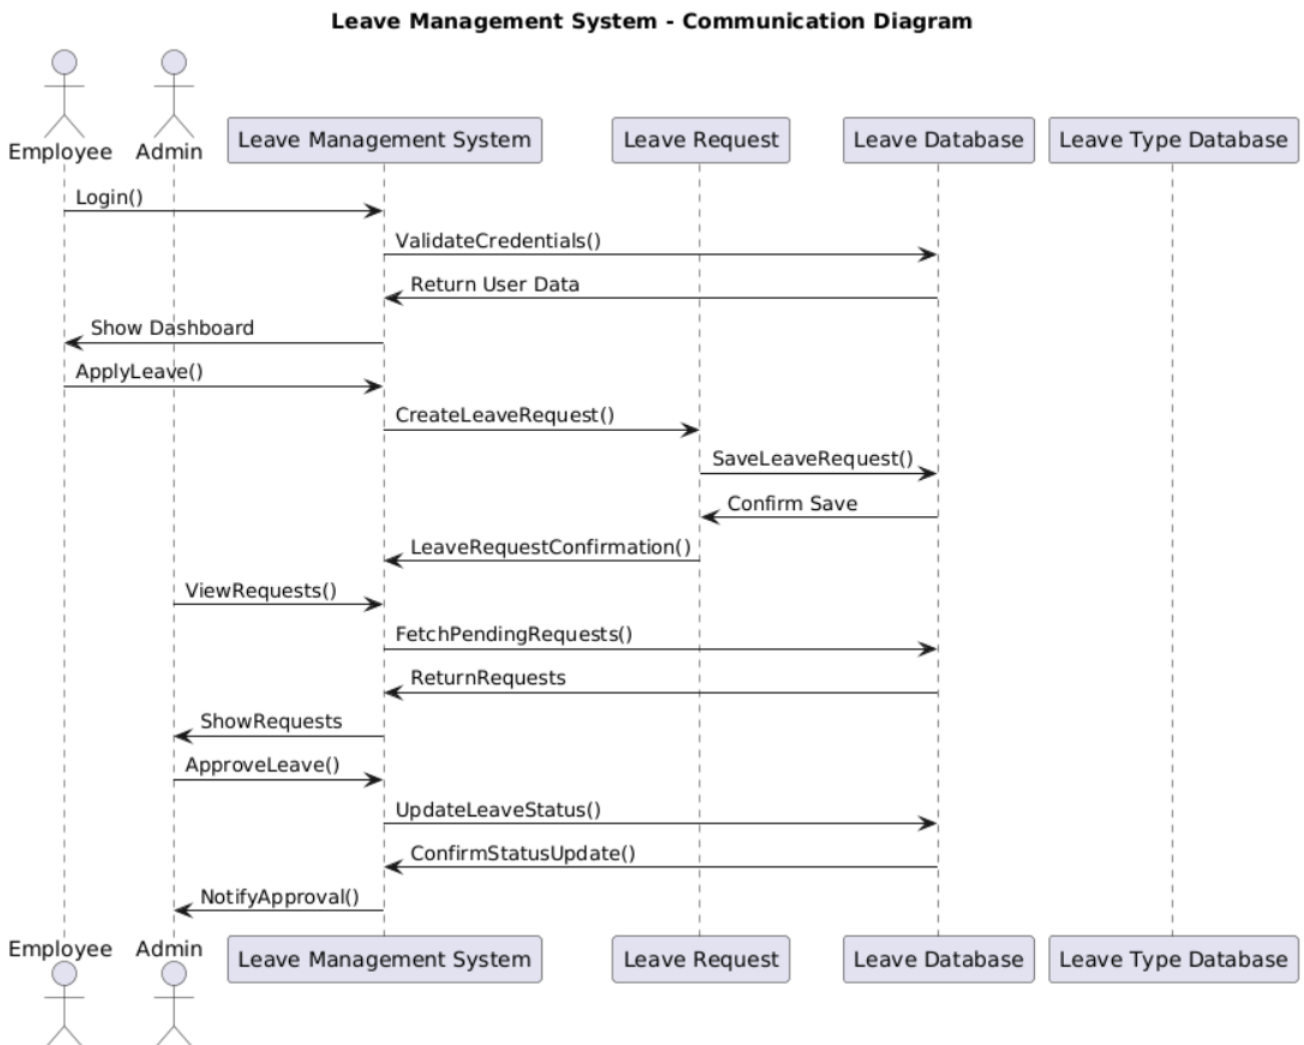 Leave Management System - Communication Diagram
Employee
Admin
Leave Management System
Leave Request
Leave Database
Leave Type Database
Login()
ValidateCredentials()
Return User Data
Show Dashboard
ApplyLeave()
CreateLeaveRequest()
SaveLeaveRequest()
Confirm Save
LeaveRequestConfirmation()
ViewRequests()
FetchPendingRequests()
ReturnRequests
ShowRequests
ApproveLeave()
UpdateLeaveStatus()
ConfirmStatusUpdate()
NotifyApproval()
Employee
Admin
Leave Management System
Leave Request
Leave Database
Leave Type Database